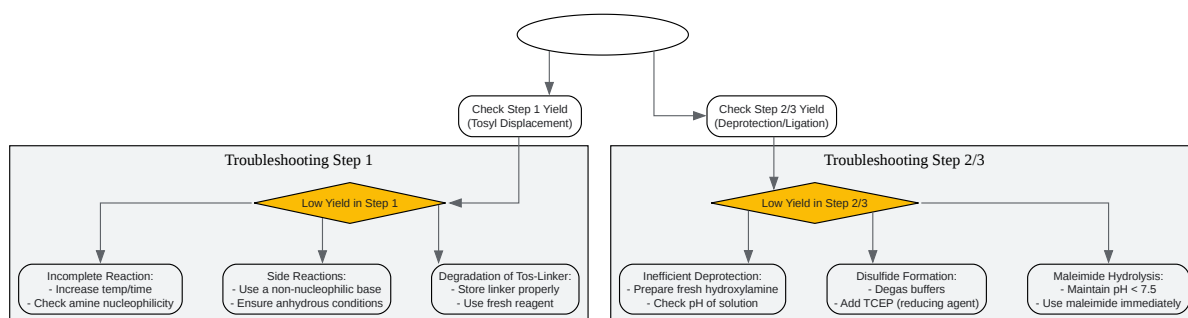 Check Step 1 Yield
(Tosyl Displacement)
Check Step 2/3 Yield
(Deprotection/Ligation)
Troubleshooting Step 1
Troubleshooting Step 2/3
Low Yield in Step 1
Low Yield in Step 2/3
Incomplete Reaction:
- Increase temp/time
- Check amine nucleophilicity
Side Reactions:
- Use a non-nucleophilic base
- Ensure anhydrous conditions
Degradation of Tos-Linker:
- Store linker properly
- Use fresh reagent
Inefficient Deprotection:
- Prepare fresh hydroxylamine
- Check pH of solution
Disulfide Formation:
- Degas buffers
- Add TCEP (reducing agent)
Maleimide Hydrolysis:
- Maintain pH < 7.5
- Use maleimide immediately